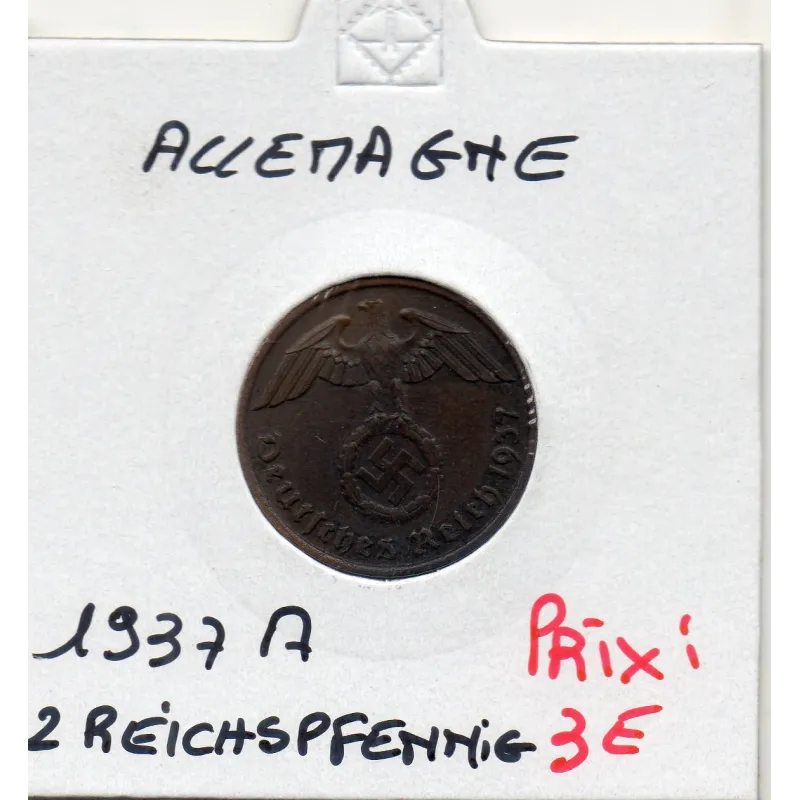 ALLEMAGNE
Deutsches Reich 1937
1937 A
PRIX :
2 REICHSPFENNIG 3E